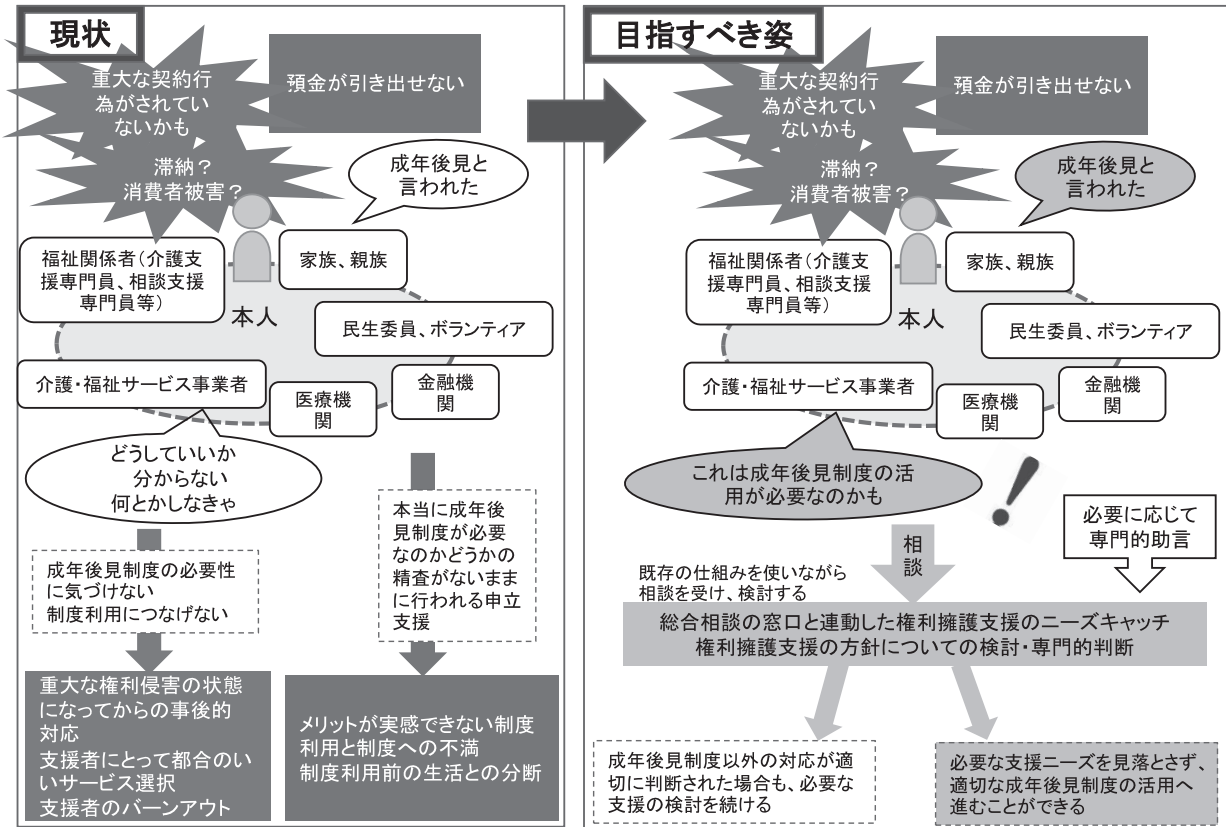 現状
重大な契約行
為がされてい
ないかも
預金が引き出せない
滞納？
消費者被害？
成年後見と
言われた
福祉関係者（介護支
援専門員、相談支援
専門員等）
家族、親族
本人
民生委員、ボランティア
介護・福祉サービス事業者
医療機
関
金融機
関
どうしていいか
分からない
何とかしなきゃ
成年後見制度の必要性
に気づけない
制度利用につなげない
本当に成年後
見制度が必要
なのかどうかの
精査がないまま
に行われる申立
支援
重大な権利侵害の状態
になってからの事後的
対応
支援者にとって都合のい
いサービス選択
支援者のバーンアウト
メリットが実感できない制度
利用と制度への不満
制度利用前の生活との分断
目指すべき姿
重大な契約行
為がされてい
ないかも
預金が引き出せない
滞納？
消費者被害？
成年後見と
言われた
福祉関係者（介護支
援専門員、相談支援
専門員等）
家族、親族
本人
民生委員、ボランティア
介護・福祉サービス事業者
医療機
関
金融機
関
これは成年後見制度の活
用が必要なのかも
！
相
談
必要に応じて
専門的助言
既存の仕組みを使いながら
相談を受け、検討する
総合相談の窓口と連動した権利擁護支援のニーズキャッチ
権利擁護支援の方針についての検討・専門的判断
成年後見制度以外の対応が適
切に判断された場合も、必要な
支援の検討を続ける
必要な支援ニーズを見落とさず、
適切な成年後見制度の活用へ
進むことができる